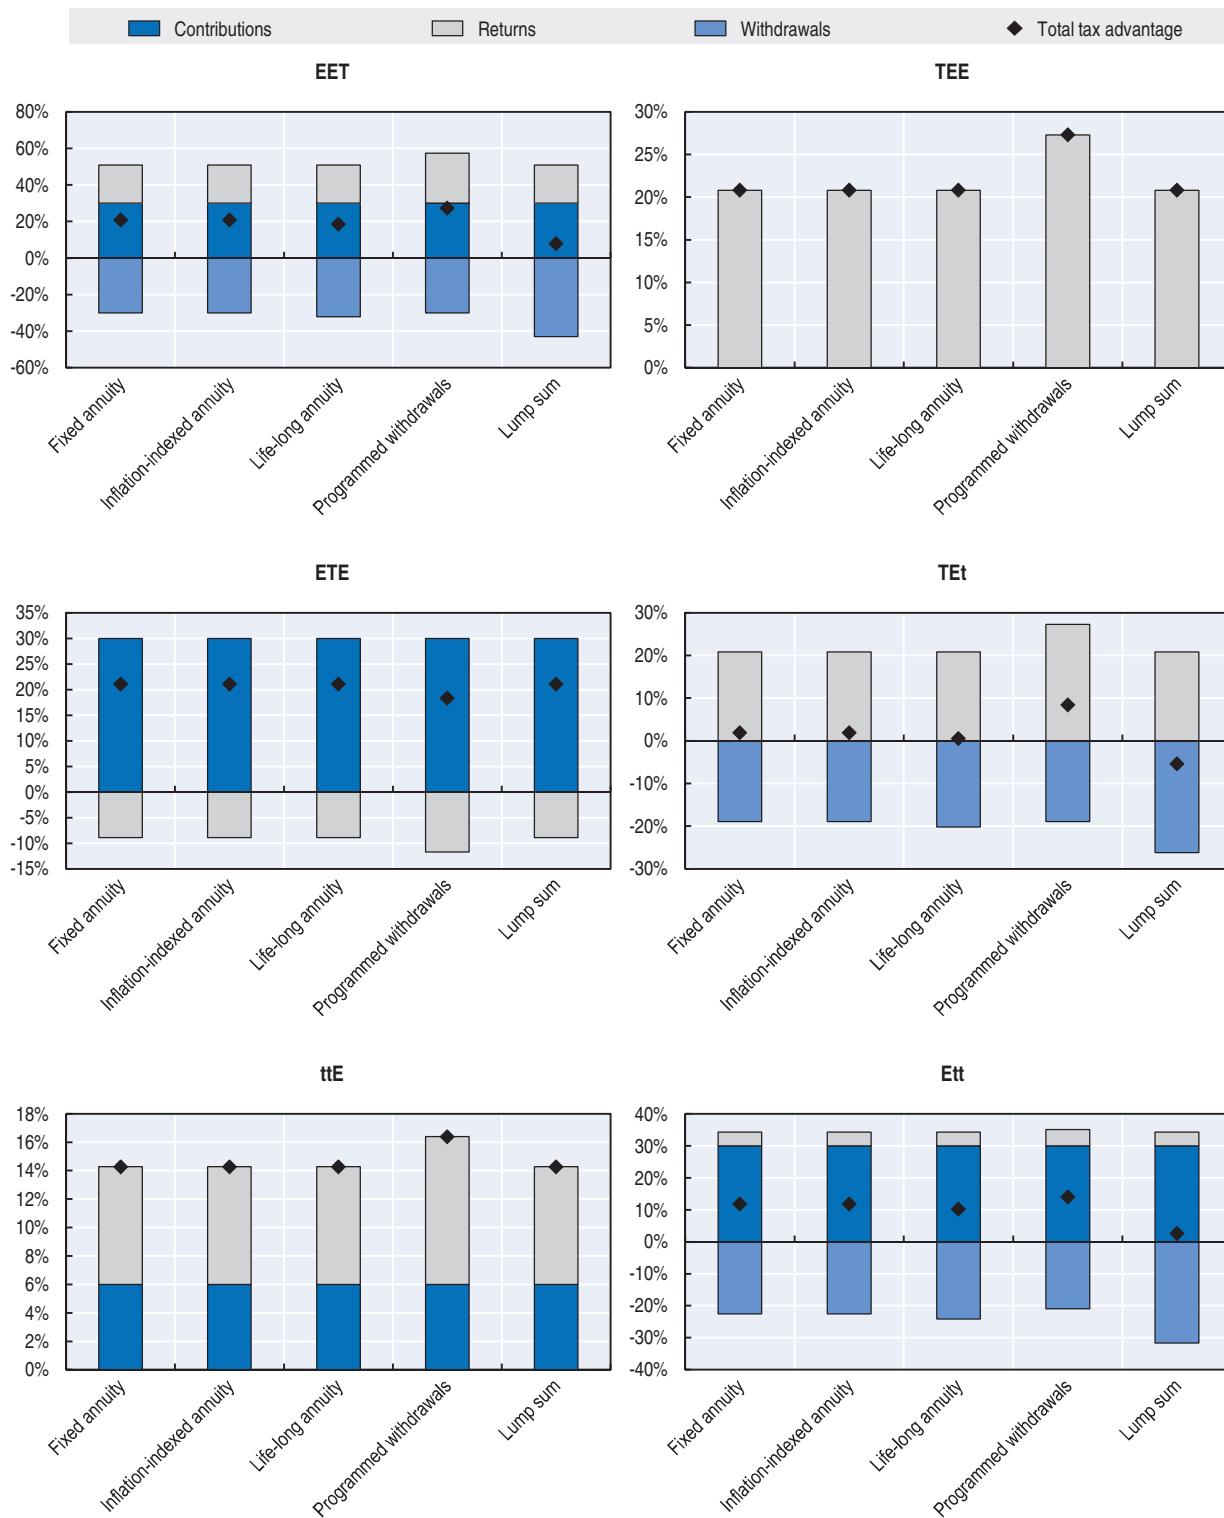 Contributions Returns Withdrawals Total tax advantage
EET
80%
60%
40%
20%
0%
-20%
-40%
-60%
Fixed annuity
Inflation-indexed annuity
Life-long annuity
Programmed withdrawals
Lump sum
TEE
30%
25%
20%
15%
10%
5%
0%
Fixed annuity
Inflation-indexed annuity
Life-long annuity
Programmed withdrawals
Lump sum
ETE
35%
30%
25%
20%
15%
10%
5%
0%
-5%
-10%
-15%
Fixed annuity
Inflation-indexed annuity
Life-long annuity
Programmed withdrawals
Lump sum
TEt
30%
20%
10%
0%
-10%
-20%
-30%
Fixed annuity
Inflation-indexed annuity
Life-long annuity
Programmed withdrawals
Lump sum
ttE
18%
16%
14%
12%
10%
8%
6%
4%
2%
0%
Fixed annuity
Inflation-indexed annuity
Life-long annuity
Programmed withdrawals
Lump sum
Ett
40%
30%
20%
10%
0%
-10%
-20%
-30%
-40%
Fixed annuity
Inflation-indexed annuity
Life-long annuity
Programmed withdrawals
Lump sum